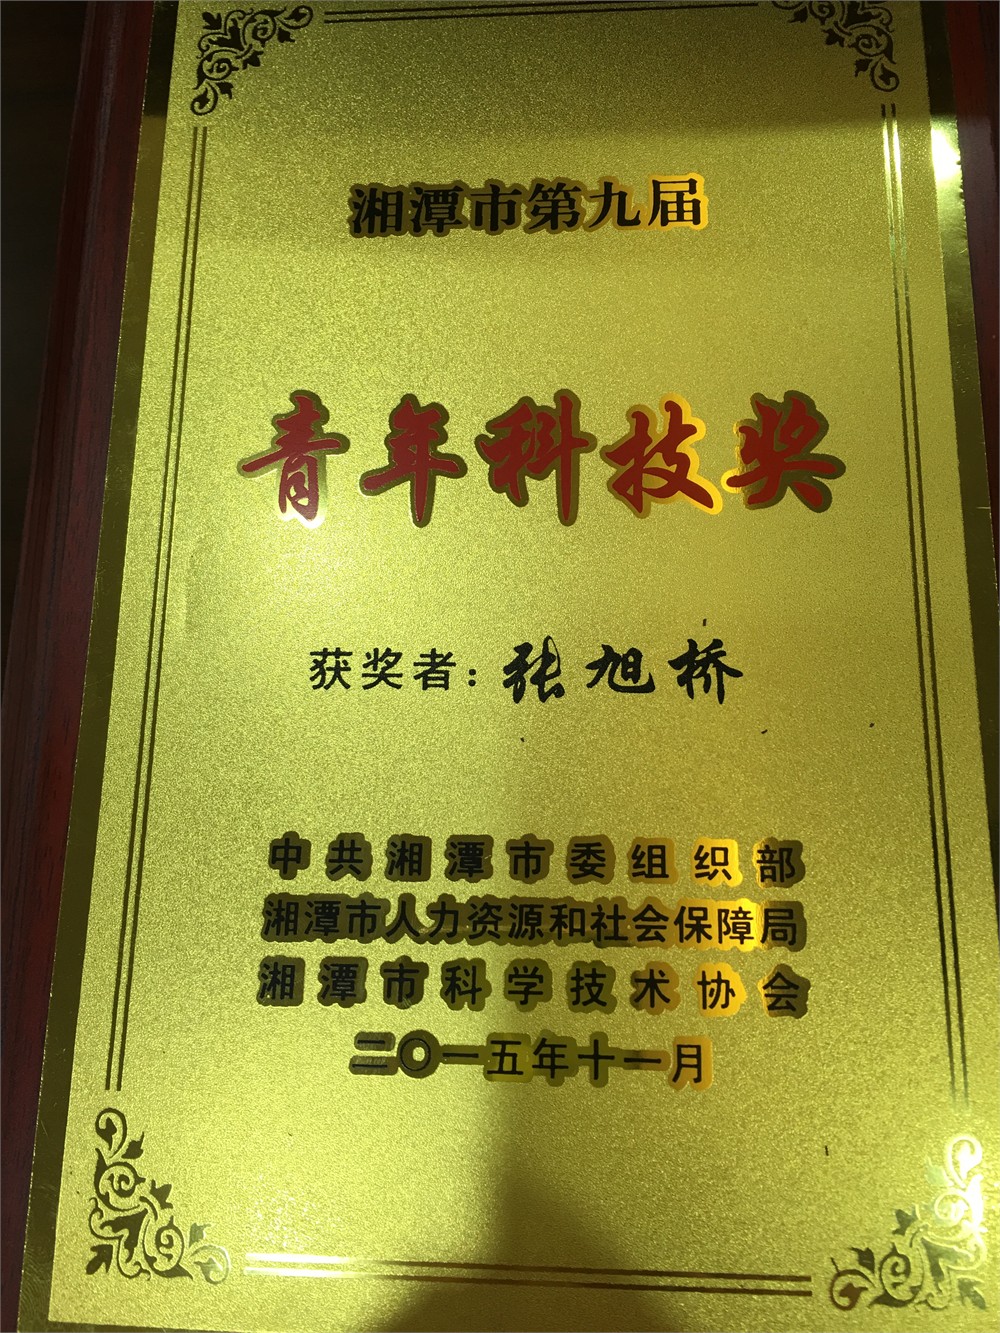 湘潭市第九届
青年科技奖
获奖者：张旭桥
中共湘潭市委组织部
湘潭市人力资源和社会保障局
湘潭市科学技术协会
二〇一五年十一月